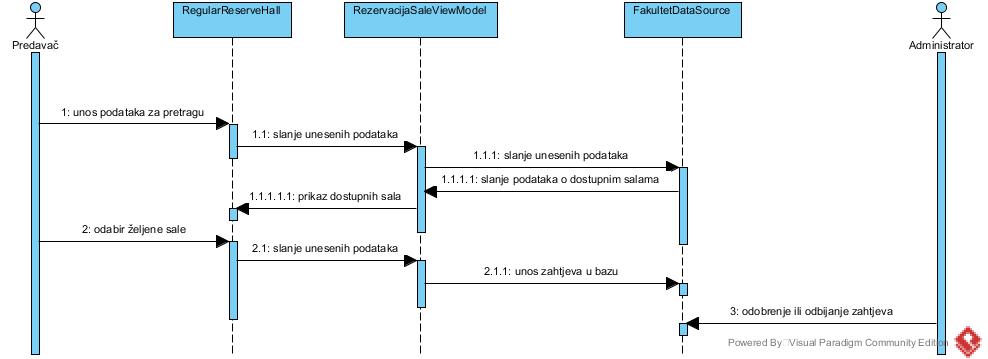 RegularReserveHall
RezervacijaSaleViewModel
FakultetDataSource
Predavač
Administrator
1: unos podataka za pretragu
1.1: slanje unesenih podataka
1.1.1: slanje unesenih podataka
1.1.1.1: slanje podataka o dostupnim salama
1.1.1.1.1: prikaz dostupnih sala
2: odabir željene sale
2.1: slanje unesenih podataka
2.1.1: unos zahtjeva u bazu
3: odobrenje ili odbijanje zahtjeva
Powered By Visual Paradigm Community Edition